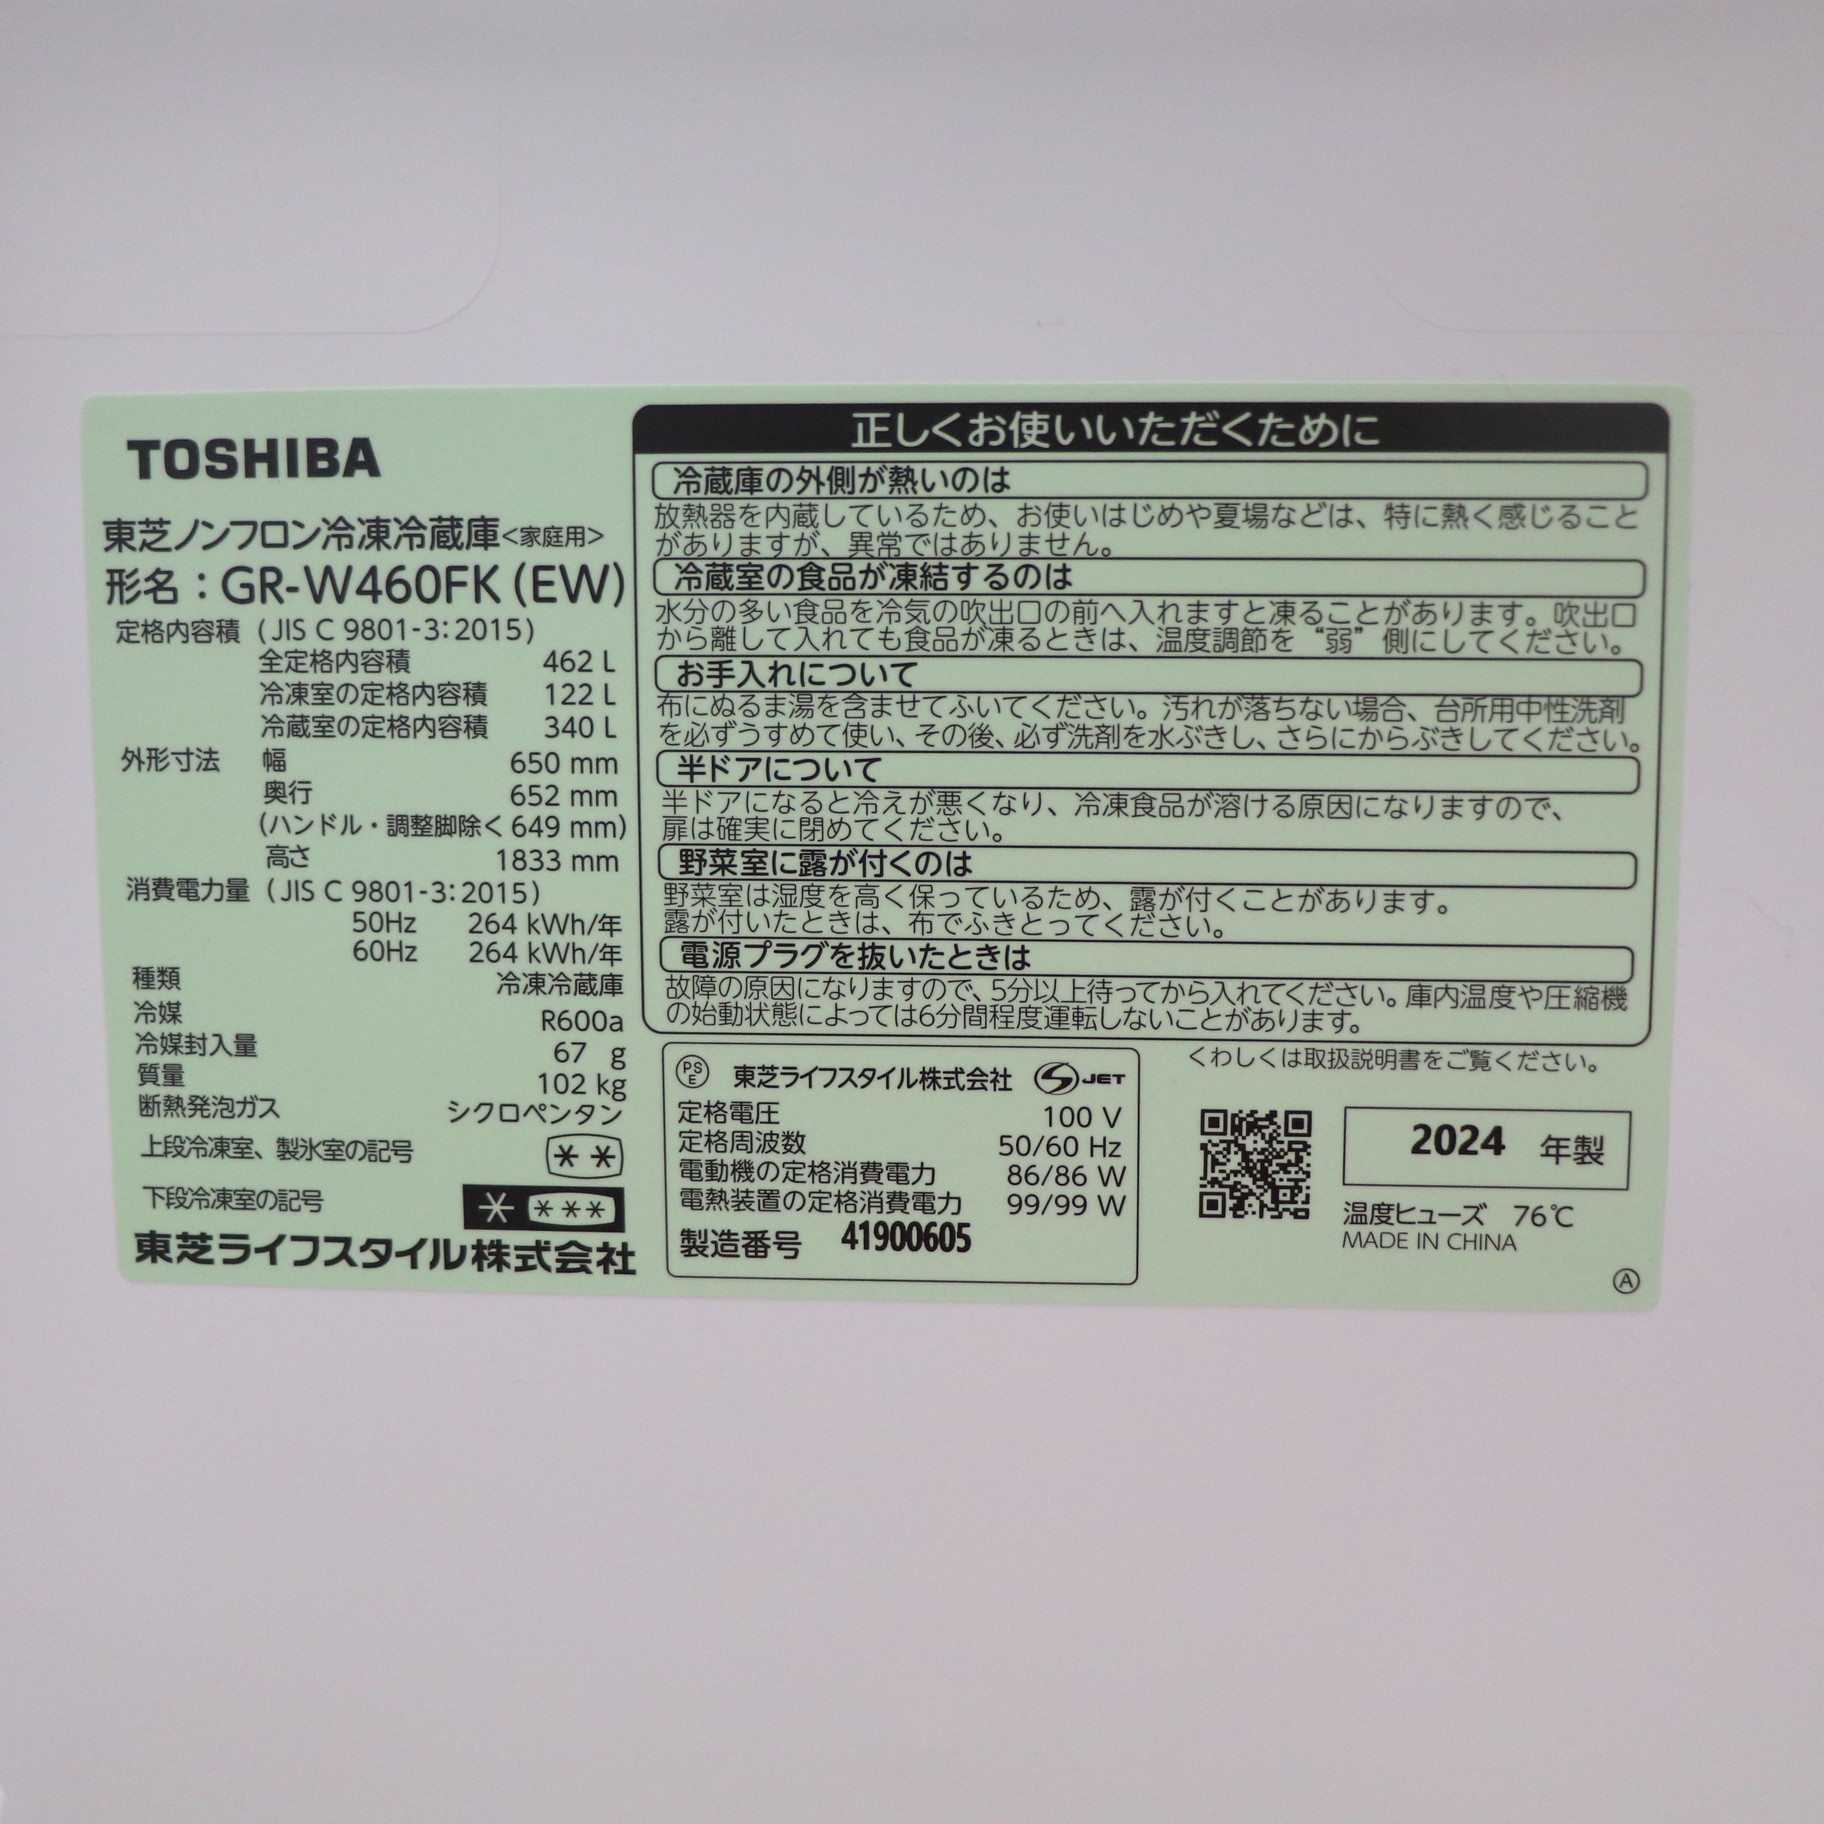 TOSHIBA
東芝ノンフロン冷凍冷蔵庫<家庭用>
形名：GR-W460FK (EW)
定格内容積 (JIS C 9801-3:2015)
全定格内容積 462 L
冷凍室の定格内容積 122 L
冷蔵室の定格内容積 340 L
外形寸法 幅 650 mm
奥行 652 mm
(ハンドル・調整脚除く 649 mm)
高さ 1833 mm
消費電力量 (JIS C 9801-3:2015)
50Hz 264 kWh/年
60Hz 264 kWh/年
種類 冷凍冷蔵庫
冷媒 R600a
冷媒封入量 67 g
質量 102 kg
断熱発泡ガス シクロペンタン
上段冷凍室、製氷室の記号 ＊＊
下段冷凍室の記号 ＊ ＊＊＊
東芝ライフスタイル株式会社
正しくお使いいただくために
冷蔵庫の外側が熱いのは
放熱器を内蔵しているため、お使いはじめや夏場などは、特に熱く感じること
がありますが、異常ではありません。
冷蔵室の食品が凍結するのは
水分の多い食品を冷気の吹出口の前へ入れますと凍ることがあります。吹出口
から離して入れても食品が凍るときは、温度調節を“弱”側にしてください。
お手入れについて
布にぬるま湯を含ませてふいてください。汚れが落ちない場合、台所用中性洗剤
を必ずうすめて使い、その後、必ず洗剤を水ぶきし、さらにからぶきしてください。
半ドアについて
半ドアになると冷えが悪くなり、冷凍食品が溶ける原因になりますので、
扉は確実に閉めてください。
野菜室に露が付くのは
野菜室は湿度を高く保っているため、露が付くことがあります。
露が付いたときは、布でふきとってください。
電源プラグを抜いたときは
故障の原因になりますので、5分以上待ってから入れてください。庫内温度や圧縮機
の始動状態によっては6分間程度運転しないことがあります。
くわしくは取扱説明書をご覧ください。
PSE 東芝ライフスタイル株式会社 S JET
定格電圧 100 V
定格周波数 50/60 Hz
電動機の定格消費電力 86/86 W
電熱装置の定格消費電力 99/99 W
製造番号 41900605
2024 年製
温度ヒューズ 76℃
MADE IN CHINA
Ⓐ